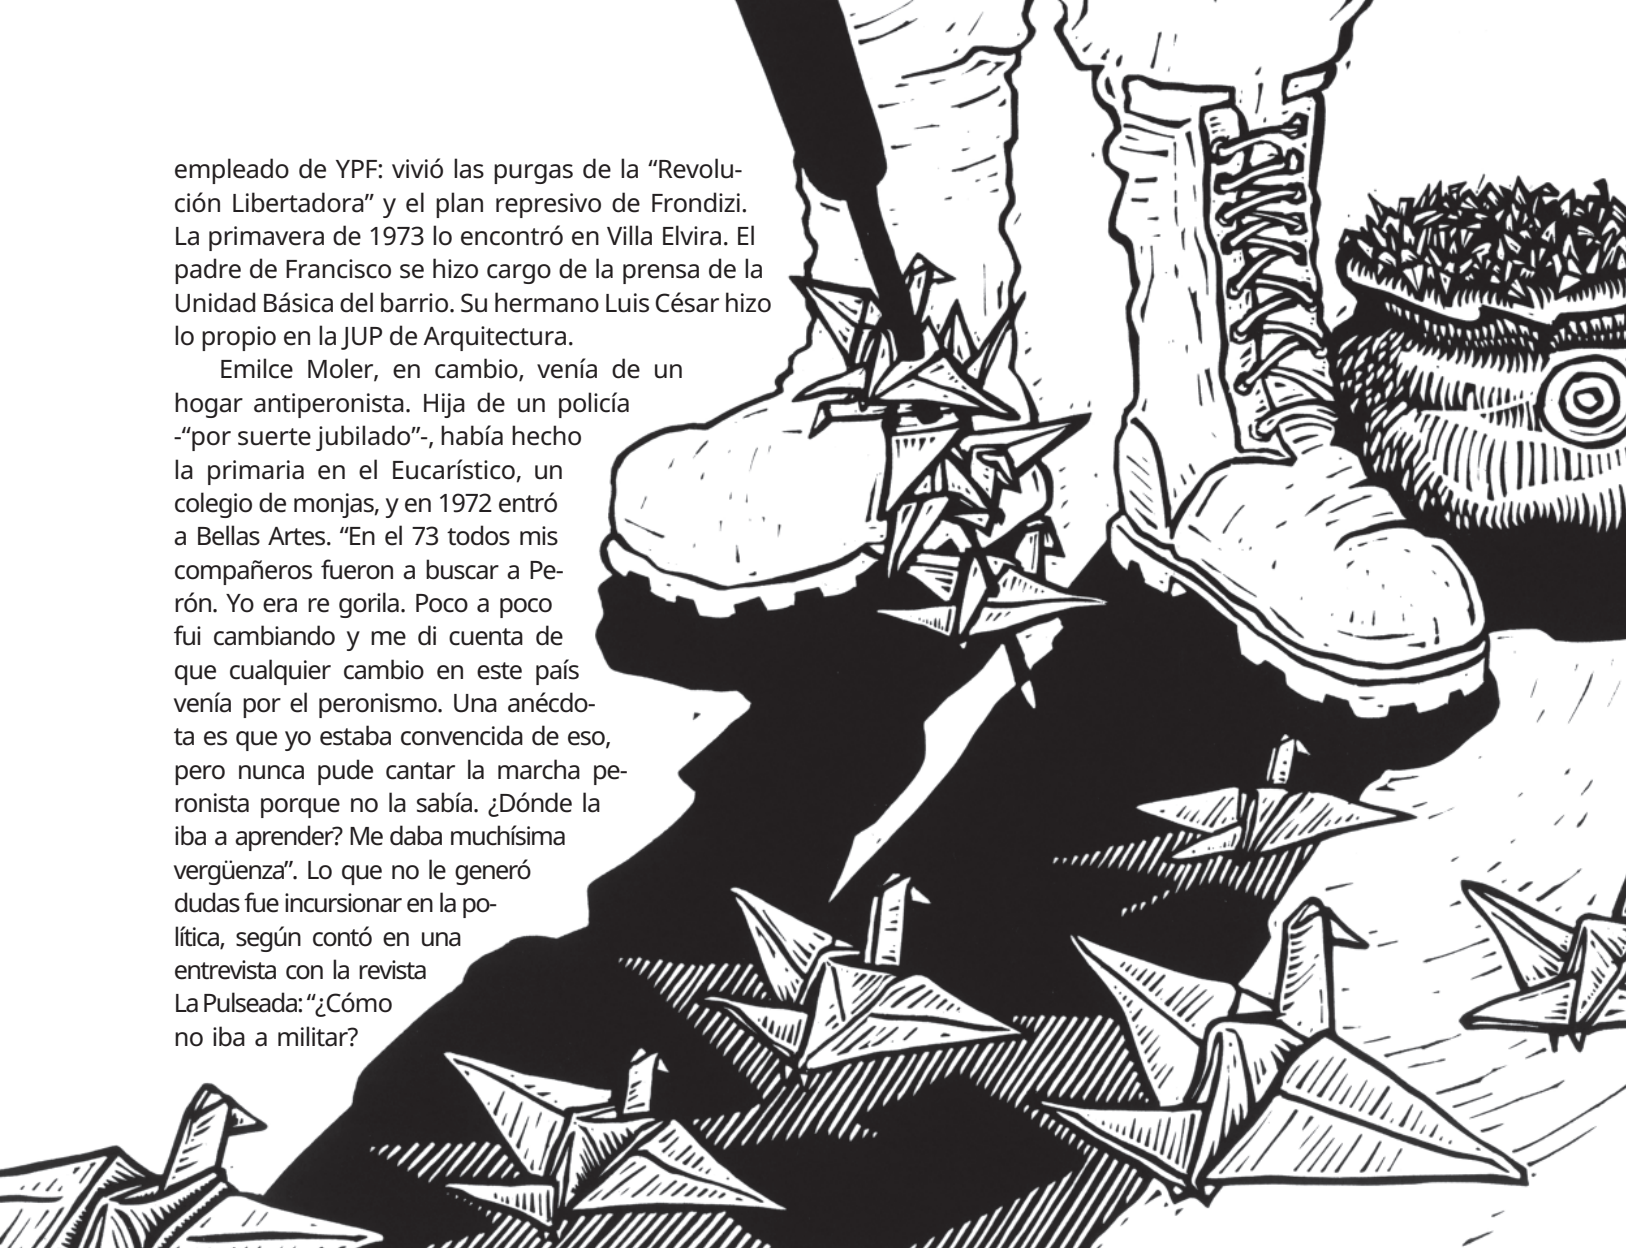 empleado de YPF: vivió las purgas de la “Revolu-
ción Libertadora” y el plan represivo de Frondizi.
La primavera de 1973 lo encontró en Villa Elvira. El
padre de Francisco se hizo cargo de la prensa de la
Unidad Básica del barrio. Su hermano Luis César hizo
lo propio en la JUP de Arquitectura.
Emilce Moler, en cambio, venía de un
hogar antiperonista. Hija de un policía
-“por suerte jubilado”-, había hecho
la primaria en el Eucarístico, un
colegio de monjas, y en 1972 entró
a Bellas Artes. “En el 73 todos mis
compañeros fueron a buscar a Pe-
rón. Yo era re gorila. Poco a poco
fui cambiando y me di cuenta de
que cualquier cambio en este país
venía por el peronismo. Una anécdo-
ta es que yo estaba convencida de eso,
pero nunca pude cantar la marcha pe-
ronista porque no la sabía. ¿Dónde la
iba a aprender? Me daba muchísima
vergüenza”. Lo que no le generó
dudas fue incursionar en la po-
lítica, según contó en una
entrevista con la revista
La Pulseada: “¿Cómo
no iba a militar?